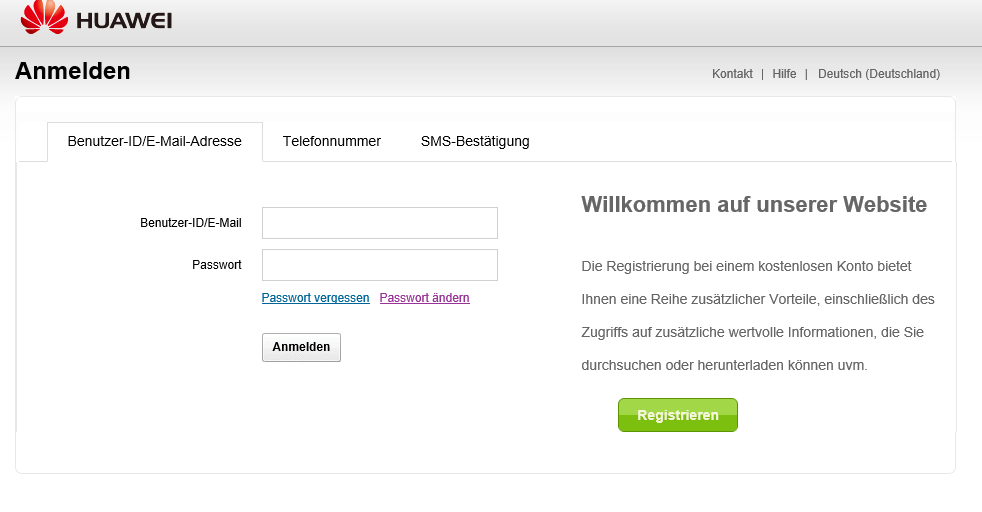 HUAWEI
Anmelden
Kontakt | Hilfe | Deutsch (Deutschland)
Benutzer-ID/E-Mail-Adresse Telefonnummer SMS-Bestätigung
Benutzer-ID/E-Mail
Passwort
Passwort vergessen Passwort ändern
Anmelden
Willkommen auf unserer Website
Die Registrierung bei einem kostenlosen Konto bietet
Ihnen eine Reihe zusätzlicher Vorteile, einschließlich des
Zugriffs auf zusätzliche wertvolle Informationen, die Sie
durchsuchen oder herunterladen können uvm.
Registrieren